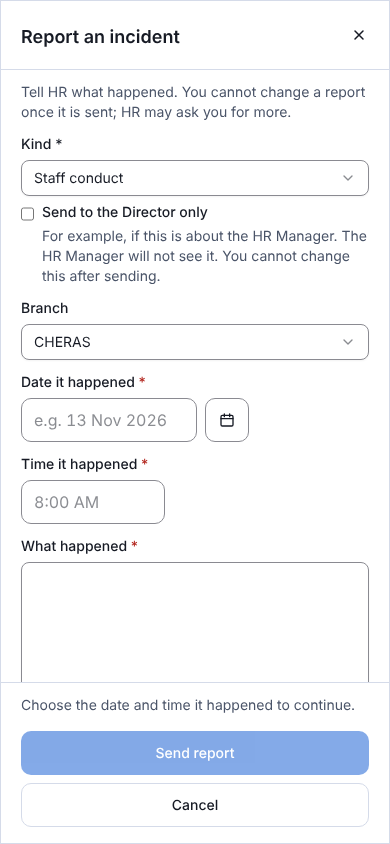 Report an incident
Tell HR what happened. You cannot change a report
once it is sent; HR may ask you for more.
Kind *
Staff conduct
Send to the Director only
For example, if this is about the HR Manager. The
HR Manager will not see it. You cannot change
this after sending.
Branch
CHERAS
Date it happened *
e.g. 13 Nov 2026
Time it happened *
8:00 AM
What happened *
Choose the date and time it happened to continue.
Send report
Cancel